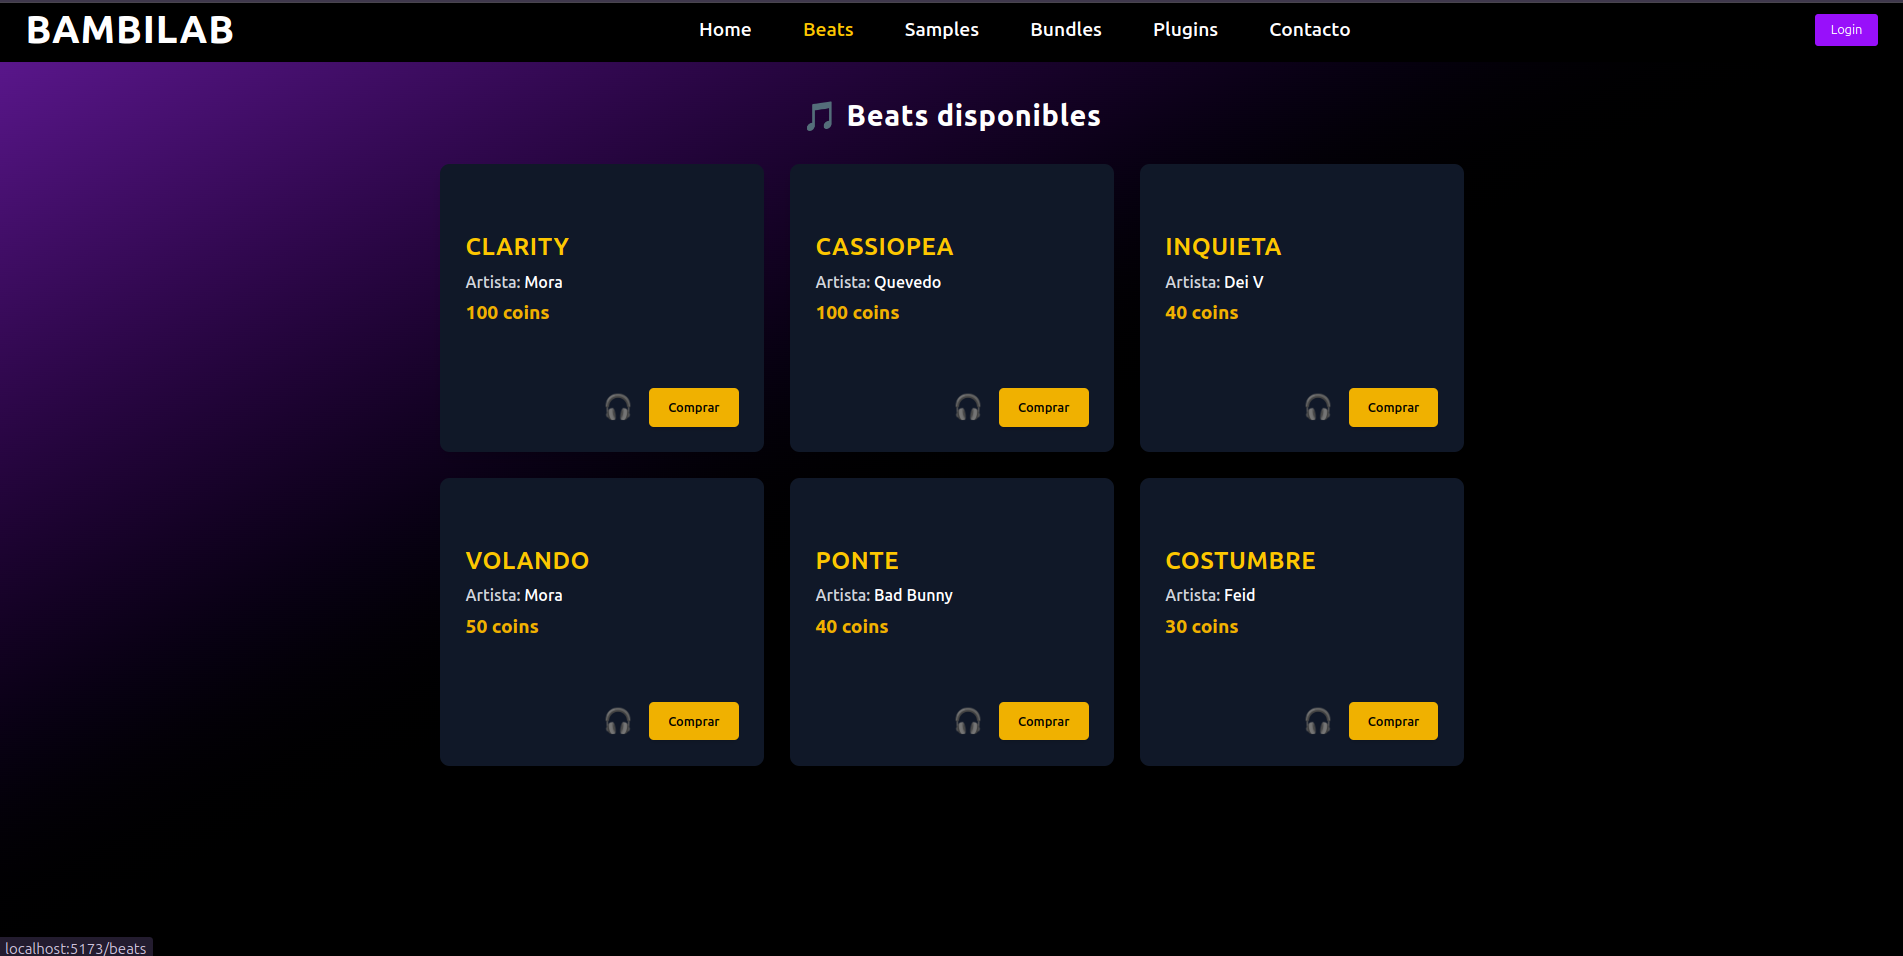 BAMBILAB
Home Beats Samples Bundles Plugins Contacto
Login
🎵 Beats disponibles
CLARITY
Artista: Mora
100 coins
🎧 Comprar
CASSIOPEA
Artista: Quevedo
100 coins
🎧 Comprar
INQUIETA
Artista: Dei V
40 coins
🎧 Comprar
VOLANDO
Artista: Mora
50 coins
🎧 Comprar
PONTE
Artista: Bad Bunny
40 coins
🎧 Comprar
COSTUMBRE
Artista: Feid
30 coins
🎧 Comprar
localhost:5173/beats